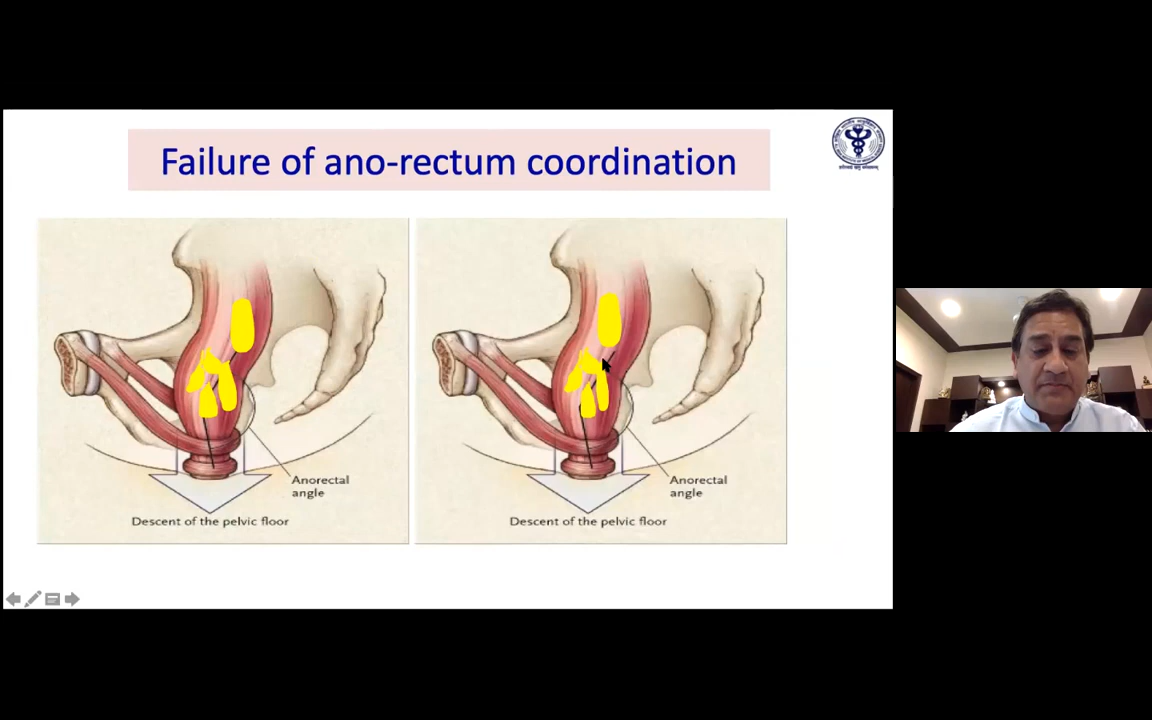 Failure of ano-rectum coordination
Anorectal
angle
Descent of the pelvic floor
Anorectal
angle
Descent of the pelvic floor